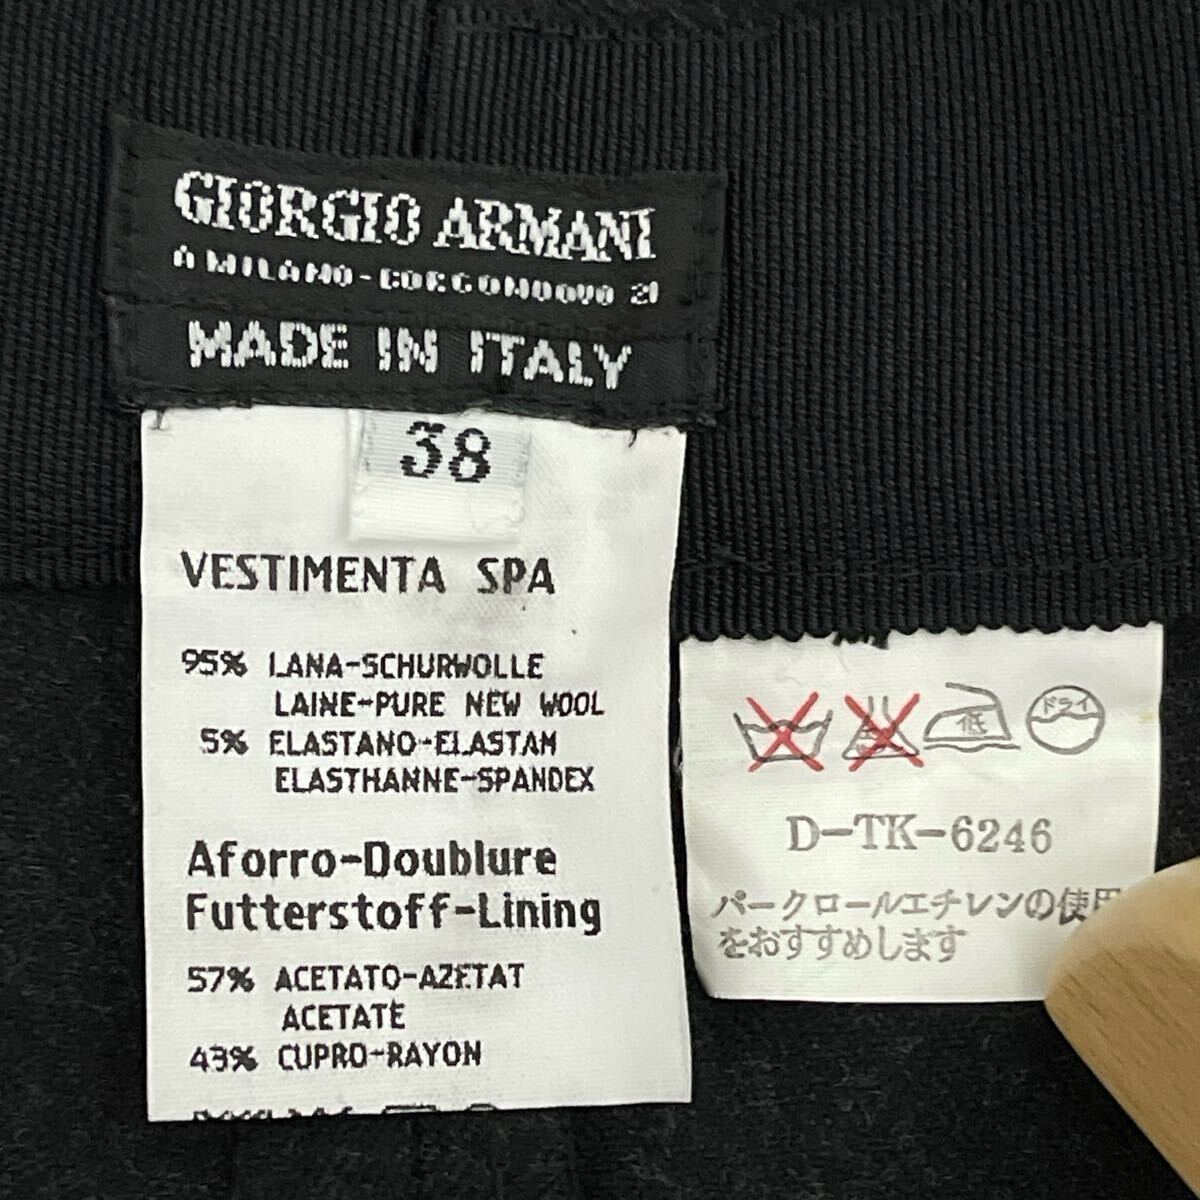 GIORGIO ARMANI
A MILANO-BORGONUOVO 21
MADE IN ITALY
38
VESTIMENTA SPA
95% LANA-SCHURWOLLE
LAINE-PURE NEW WOOL
5% ELASTANO-ELASTAM
ELASTHANNE-SPANDEX
Aforro-Doublure
Futterstoff-Lining
57% ACETATO-AZETAT
ACETATE
43% CUPRO-RAYON
低 ドライ
D-TK-6246
パークロールエチレンの使用
をおすすめします